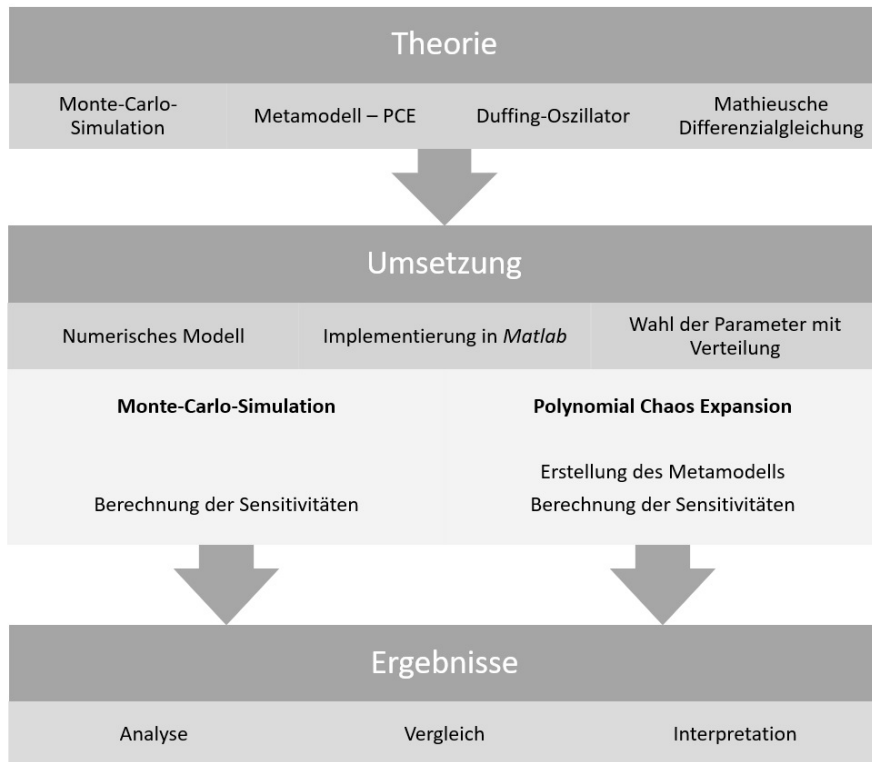 Theorie
Monte-Carlo-
Simulation
Metamodell – PCE
Duffing-Oszillator
Mathieusche
Differenzialgleichung
Umsetzung
Numerisches Modell
Implementierung in Matlab
Wahl der Parameter mit
Verteilung
Monte-Carlo-Simulation
Berechnung der Sensitivitäten
Polynomial Chaos Expansion
Erstellung des Metamodells
Berechnung der Sensitivitäten
Ergebnisse
Analyse
Vergleich
Interpretation